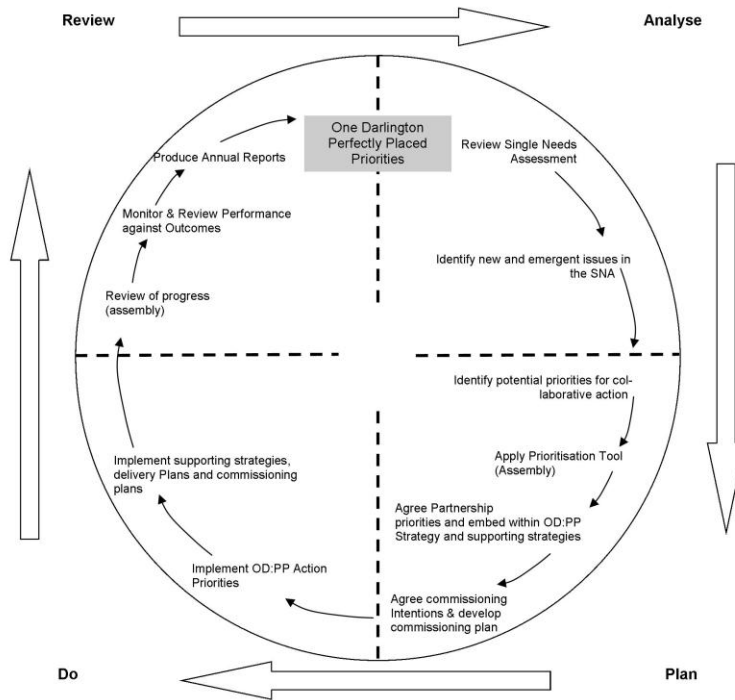 Review
Analyse
One Darlington
Perfectly Placed
Priorities
Review Single Needs
Assessment
Identify new and emergent issues in
the SNA
Identify potential priorities for col-
laborative action
Apply Prioritisation Tool
(Assembly)
Agree Partnership
priorities and embed within OD:PP
Strategy and supporting strategies
Agree commissioning
Intentions & develop
commissioning plan
Implement OD:PP Action
Priorities
Implement supporting strategies,
delivery Plans and commissioning
plans
Review of progress
(assembly)
Monitor & Review Performance
against Outcomes
Produce Annual Reports
Do
Plan